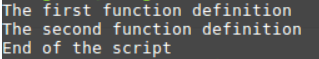 The first function definition
The second function definition
End of the script